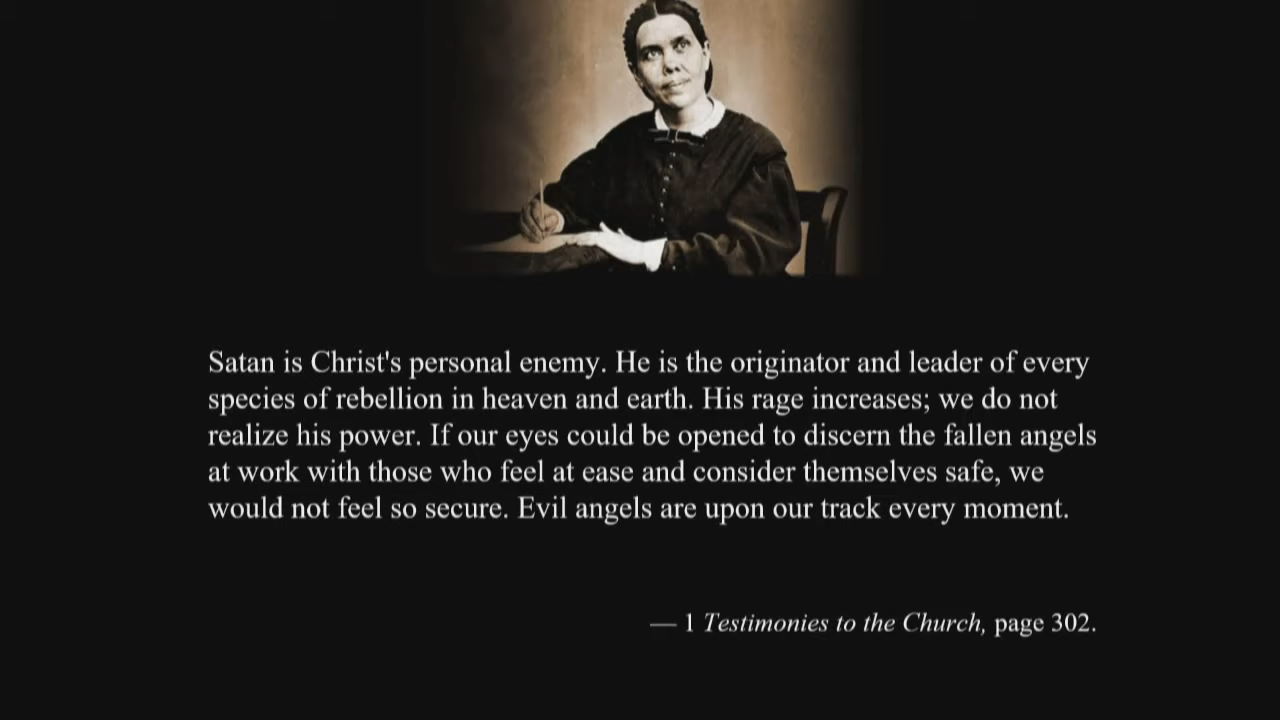 Satan is Christ's personal enemy. He is the originator and leader of every
species of rebellion in heaven and earth. His rage increases; we do not
realize his power. If our eyes could be opened to discern the fallen angels
at work with those who feel at ease and consider themselves safe, we
would not feel so secure. Evil angels are upon our track every moment.
— 1 Testimonies to the Church, page 302.